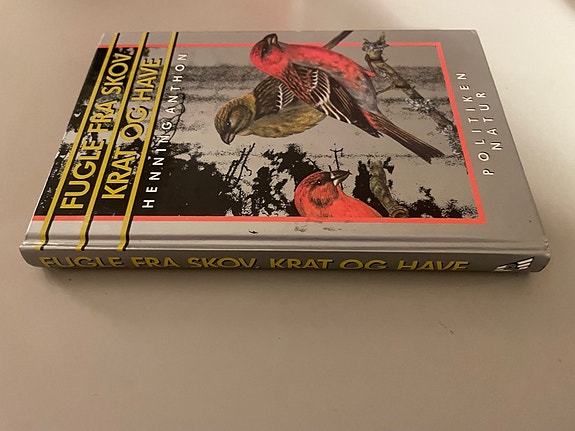 FUGLE FRA SKOV,
KRAT OG HAVE
HENNING ANTHON
POLITIKEN
NATUR
FUGLE FRA SKOV, KRAT OG HAVE